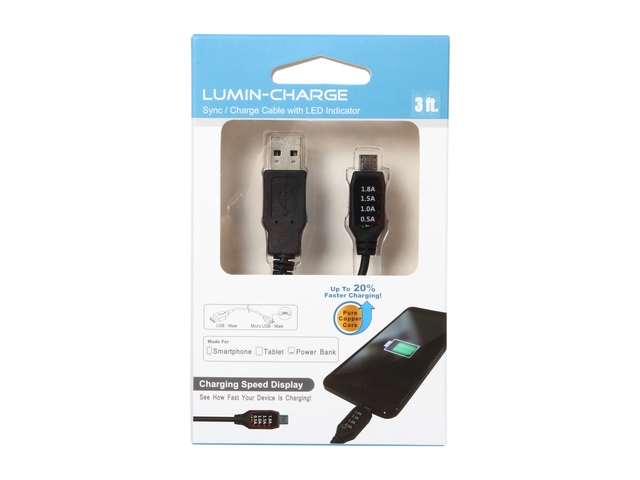 LUMIN-CHARGE
Sync / Charge Cable with LED Indicator
3 ft.
1.8A
1.5A
1.0A
0.5A
Up To 20%
Faster Charging!
Pure
Copper
Core
USB - Male
Micro USB - Male
Made For
Smartphone
Tablet
Power Bank
Charging Speed Display
See How Fast Your Device Is Charging!